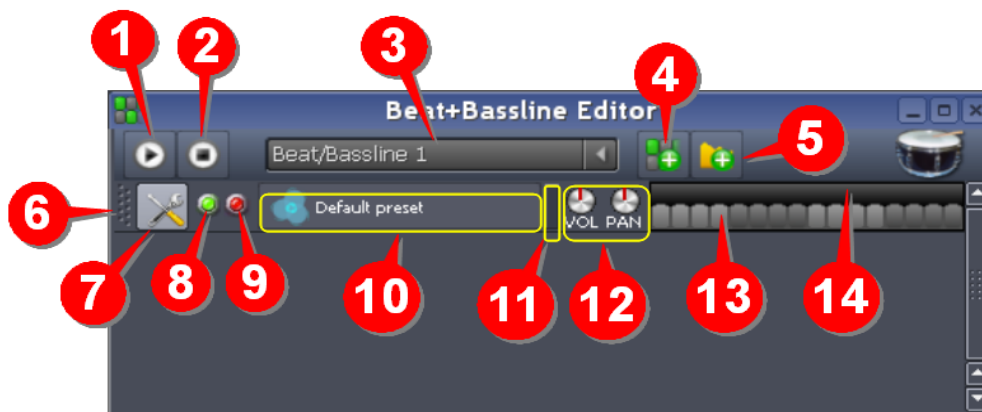 1 2 3 4 5
Beat+Bassline Editor
Beat/Bassline 1
6
Default preset
VOL PAN
7 8 9 10 11 12 13 14